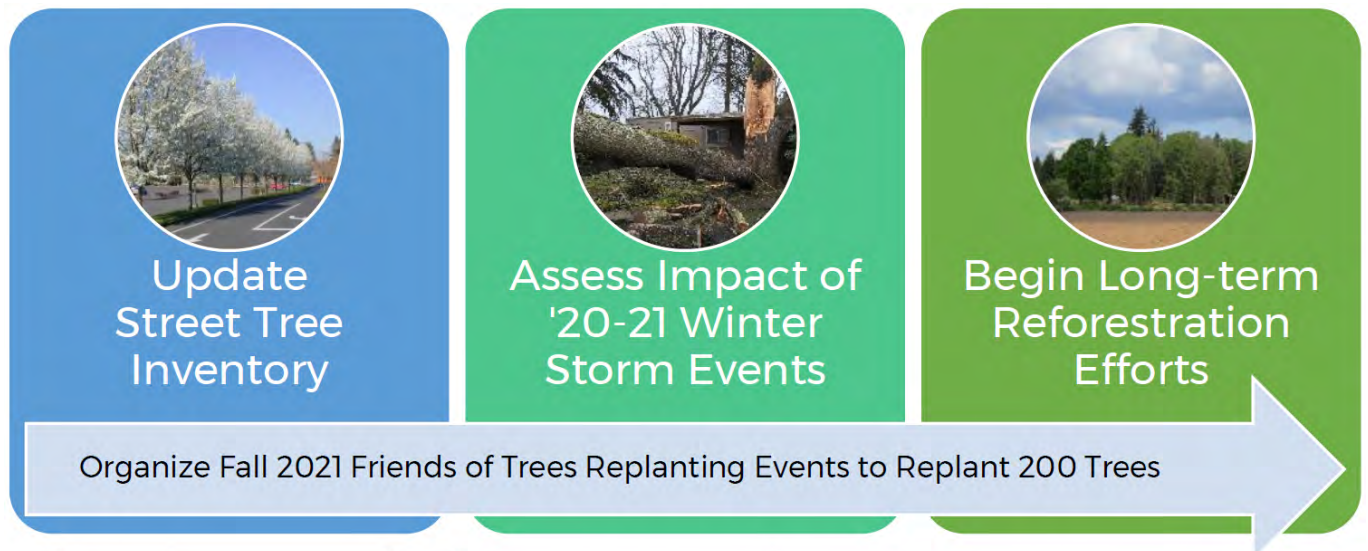 Update
Street Tree
Inventory
Assess Impact of
'20-21 Winter
Storm Events
Begin Long-term
Reforestration
Efforts
Organize Fall 2021 Friends of Trees Replanting Events to Replant 200 Trees